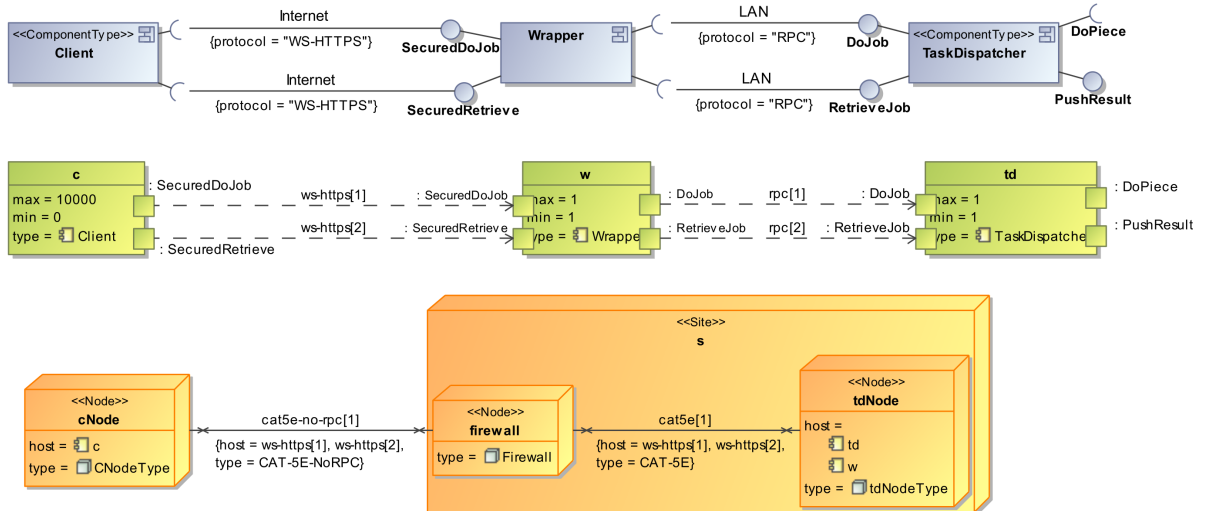 Internet
LAN
<<ComponentType>>
Client
{protocol = "WS-HTTPS"}
SecuredDoJob
Wrapper
{protocol = "RPC"}
DoJob
<<ComponentType>>
TaskDispatcher
DoPiece
Internet
LAN
{protocol = "WS-HTTPS"}
SecuredRetrieve
{protocol = "RPC"}
RetrieveJob
PushResult
c
max = 10000
min = 0
type = Client
: SecuredDoJob
: SecuredRetrieve
ws-https[1]
ws-https[2]
: SecuredDoJob
: SecuredRetrieve
w
max = 1
min = 1
type = Wrappe
: DoJob
: RetrieveJob
rpc[1]
rpc[2]
: DoJob
: RetrieveJob
td
max = 1
min = 1
type = TaskDispatche
: DoPiece
: PushResult
<<Site>>
s
<<Node>>
cNode
host = c
type = CNodeType
cat5e-no-rpc[1]
{host = ws-https[1], ws-https[2],
type = CAT-5E-NoRPC}
<<Node>>
firewall
type = Firewall
cat5e[1]
{host = ws-https[1], ws-https[2],
type = CAT-5E}
<<Node>>
tdNode
host =
td
w
type = tdNodeType